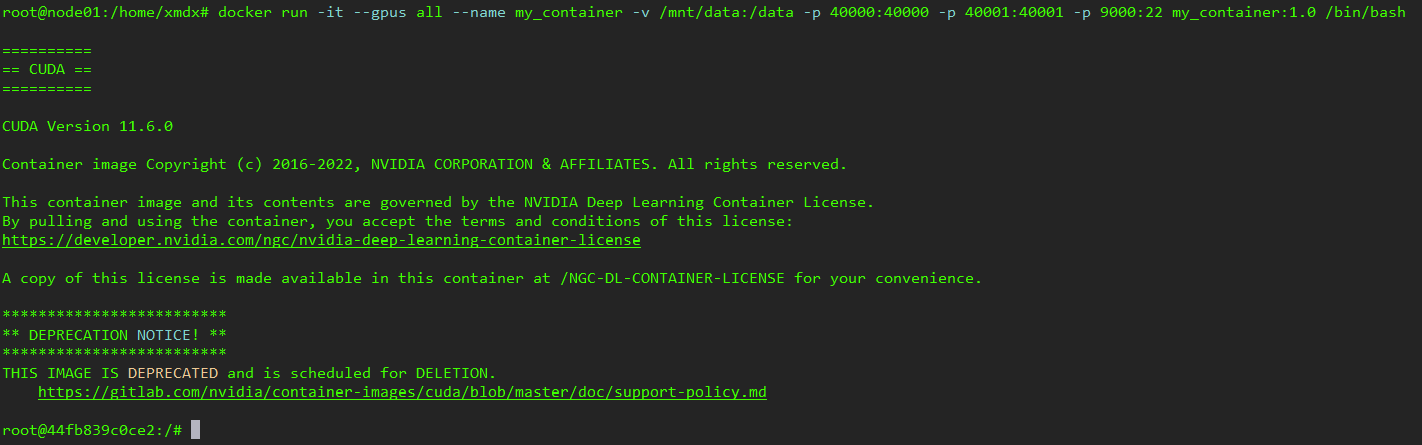 root@node01:/home/xmdx# docker run -it --gpus all --name my_container -v /mnt/data:/data -p 40000:40000 -p 40001:40001 -p 9000:22 my_container:1.0 /bin/bash
==========
== CUDA ==
==========
CUDA Version 11.6.0
Container image Copyright (c) 2016-2022, NVIDIA CORPORATION & AFFILIATES. All rights reserved.
This container image and its contents are governed by the NVIDIA Deep Learning Container License.
By pulling and using the container, you accept the terms and conditions of this license:
https://developer.nvidia.com/ngc/nvidia-deep-learning-container-license
A copy of this license is made available in this container at /NGC-DL-CONTAINER-LICENSE for your convenience.
*************************
** DEPRECATION NOTICE! **
*************************
THIS IMAGE IS DEPRECATED and is scheduled for DELETION.
https://gitlab.com/nvidia/container-images/cuda/blob/master/doc/support-policy.md
root@44fb839c0ce2:/#